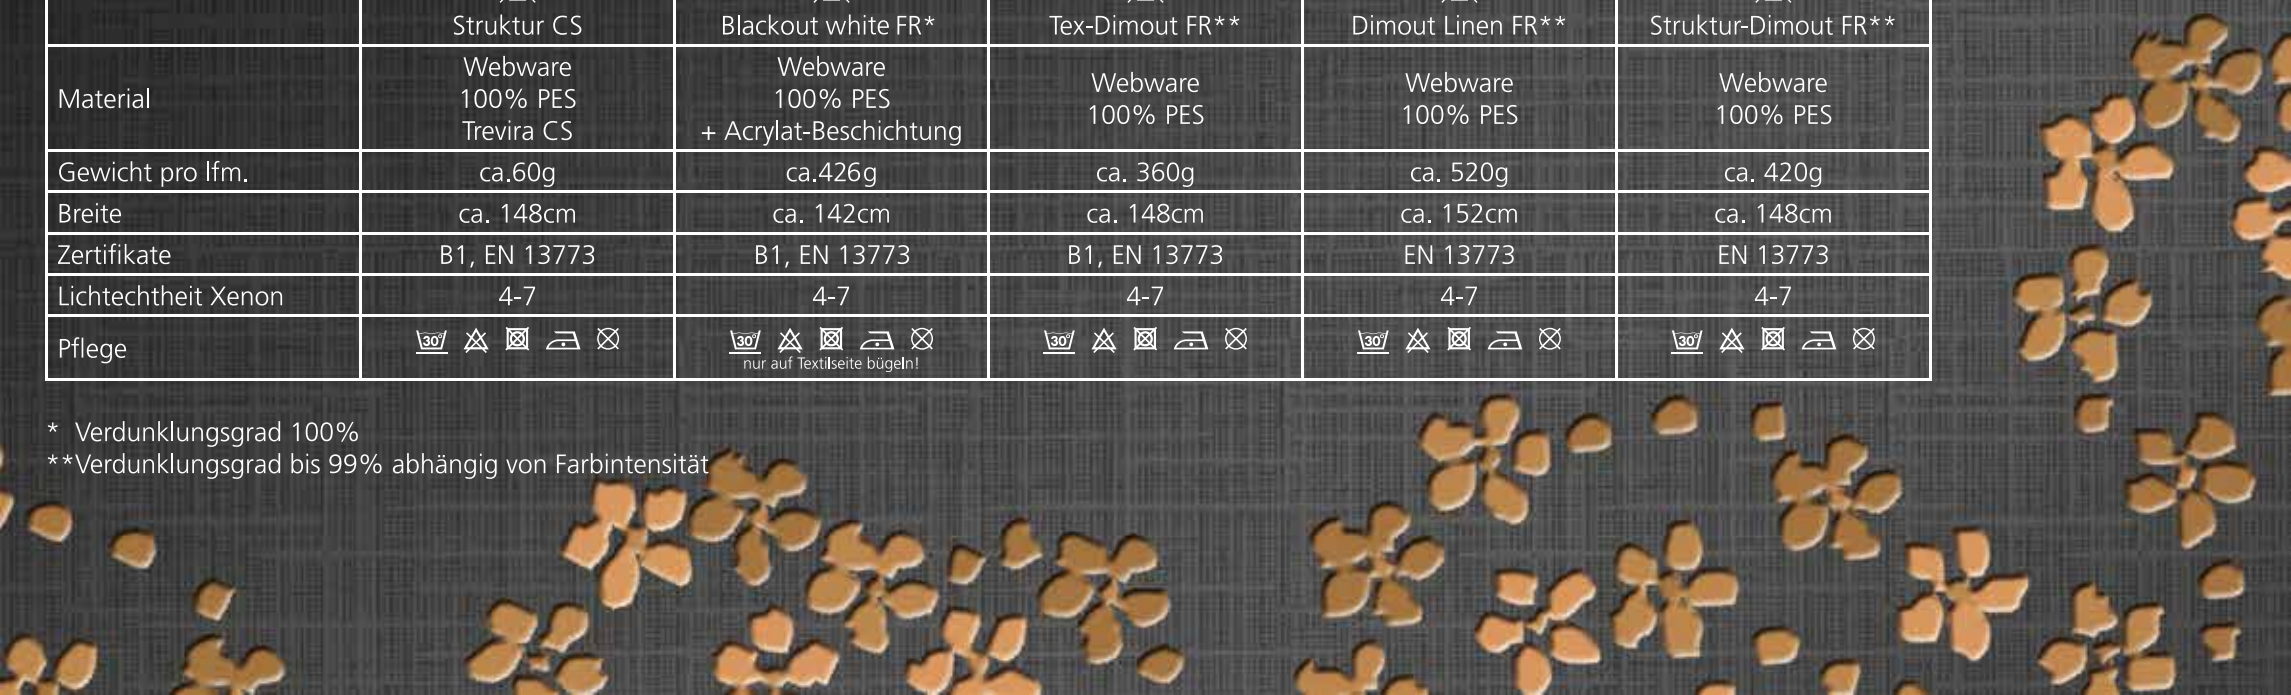 Struktur CS Blackout white FR* Tex-Dimout FR** Dimout Linen FR** Struktur-Dimout FR**
Material
Webware
100% PES
Trevira CS
Webware
100% PES
+ Acrylat-Beschichtung
Webware
100% PES
Webware
100% PES
Webware
100% PES
Gewicht pro lfm. ca.60g ca.426g ca. 360g ca. 520g ca. 420g
Breite ca. 148cm ca. 142cm ca. 148cm ca. 152cm ca. 148cm
Zertifikate B1, EN 13773 B1, EN 13773 B1, EN 13773 EN 13773 EN 13773
Lichtechtheit Xenon 4-7 4-7 4-7 4-7 4-7
Pflege 30° 30° 30° 30° 30°
nur auf Textilseite bügeln!
* Verdunklungsgrad 100%
**Verdunklungsgrad bis 99% abhängig von Farbintensität